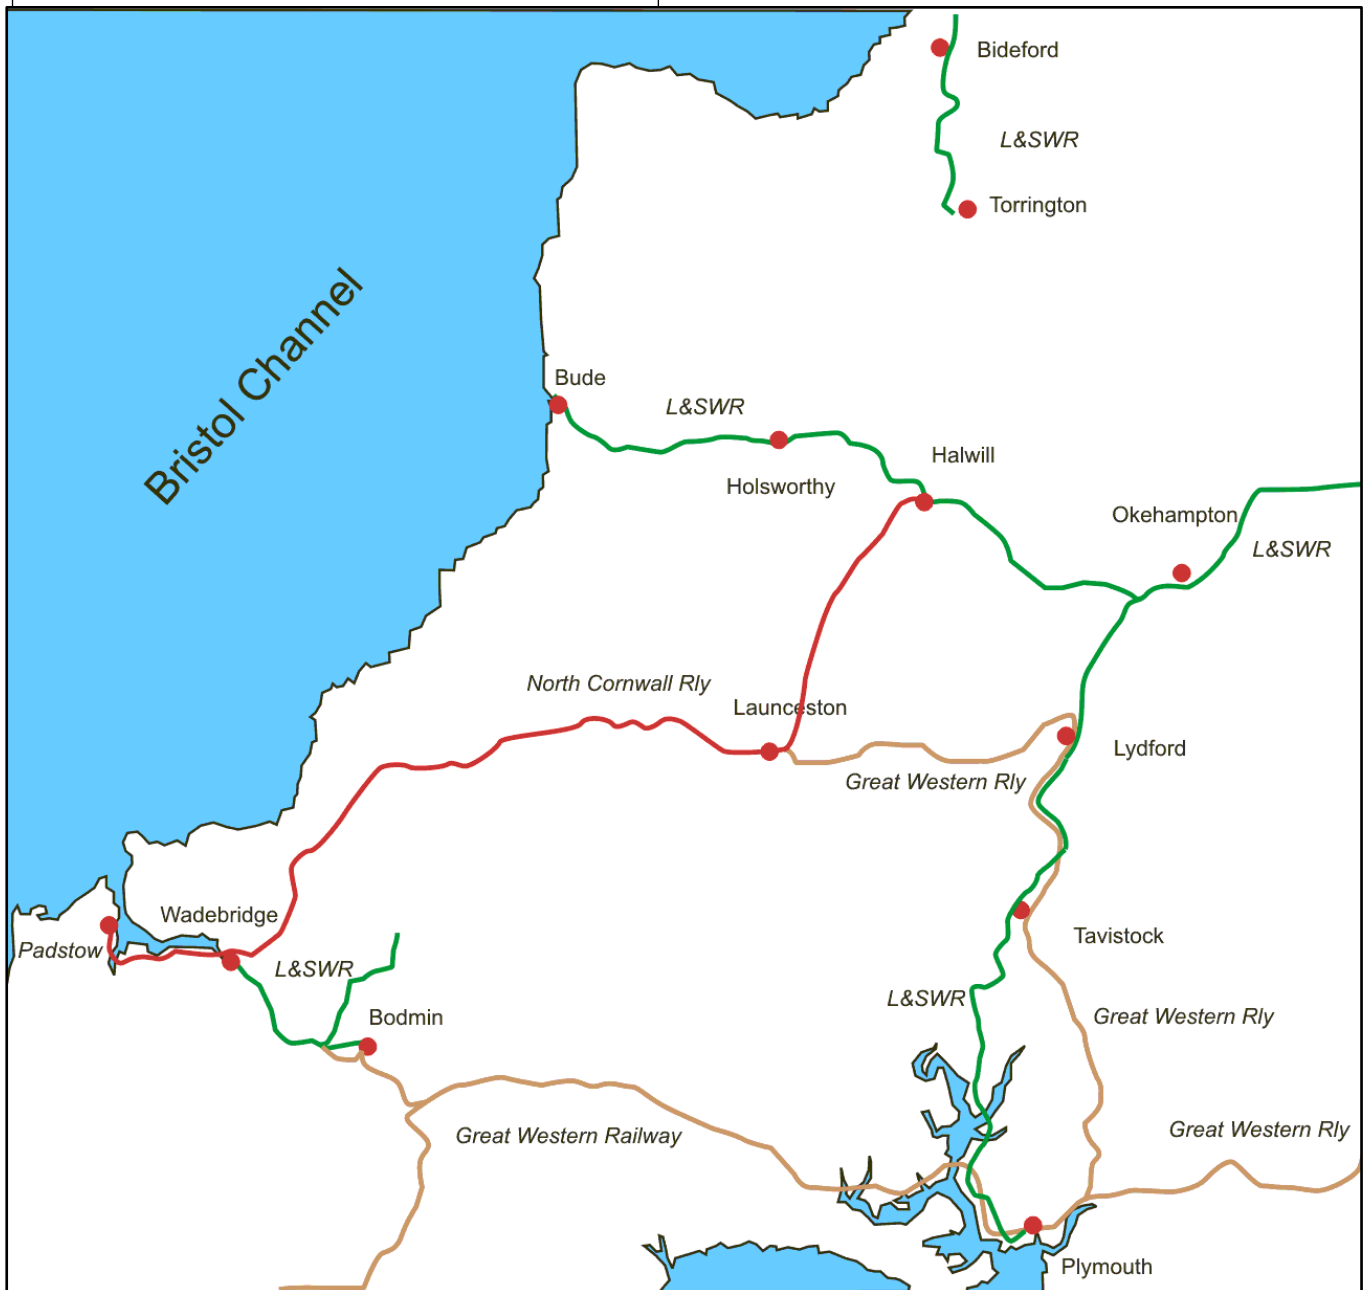 Bideford
L&SWR
Torrington
Bristol Channel
Bude
L&SWR
Halwill
Holsworthy
Okehampton
L&SWR
North Cornwall Rly
Launceston
Lydford
Great Western Rly
Wadebridge
Padstow
Tavistock
L&SWR
L&SWR
Bodmin
Great Western Rly
Great Western Railway
Great Western Rly
Plymouth